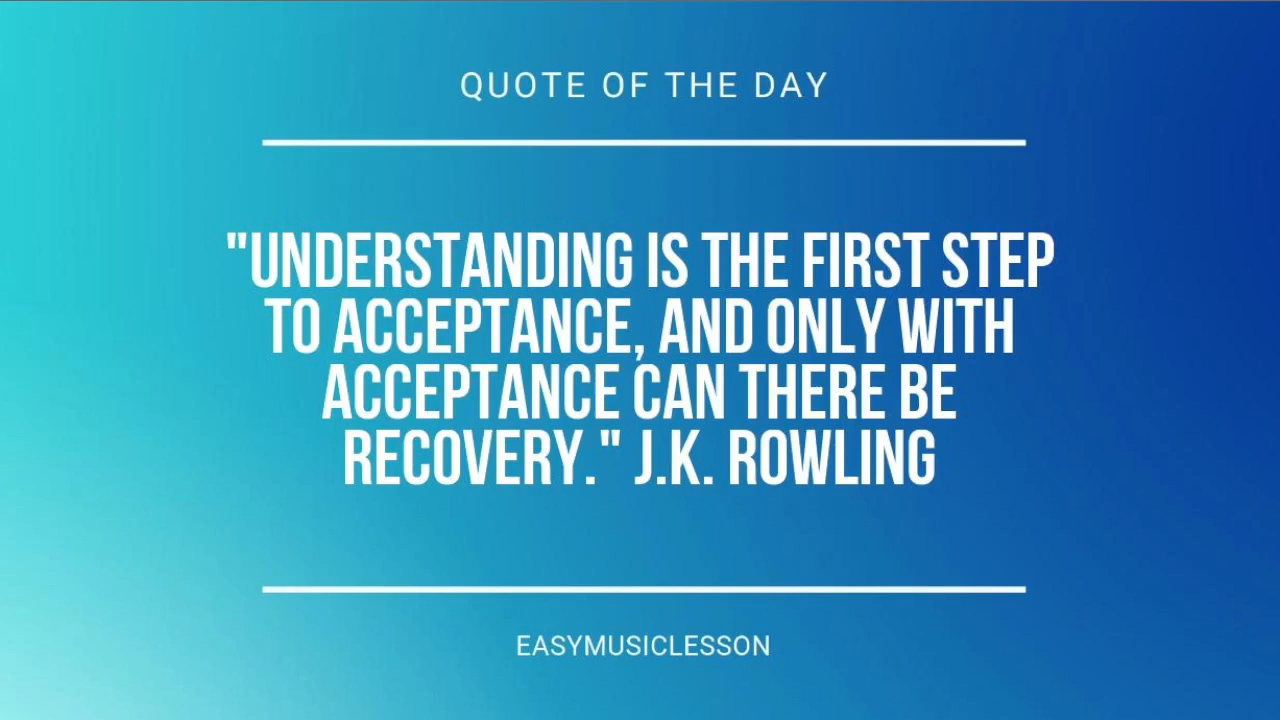 QUOTE OF THE DAY
"UNDERSTANDING IS THE FIRST STEP
TO ACCEPTANCE, AND ONLY WITH
ACCEPTANCE CAN THERE BE
RECOVERY." J.K. ROWLING
EASYMUSICLESSON